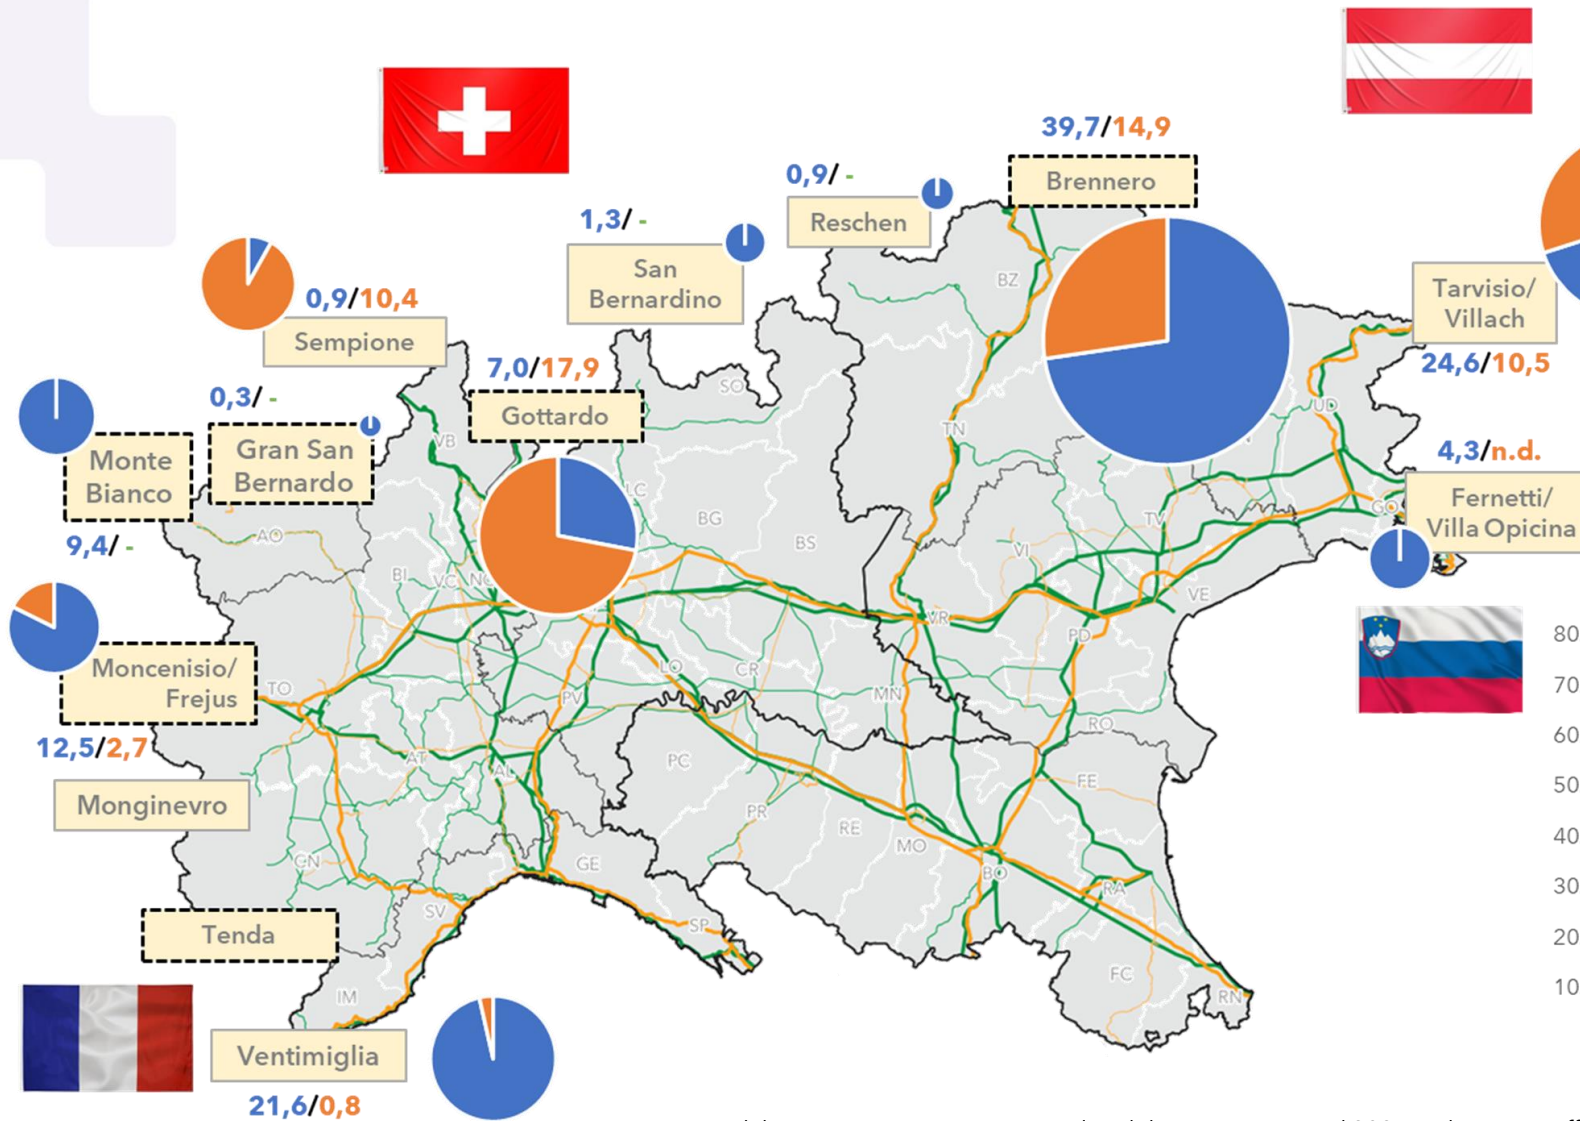 39,7/14,9
Brennero
0,9/ -
Reschen
1,3/ -
San
Bernardino
0,9/10,4
Sempione
7,0/17,9
Gottardo
Tarvisio/
Villach
24,6/10,5
0,3/ -
Gran San
Bernardo
Monte
Bianco
9,4/ -
4,3/n.d.
Fernetti/
Villa Opicina
Moncenisio/
Frejus
12,5/2,7
Monginevro
Tenda
Ventimiglia
21,6/0,8
BZ
SO
TN
UD
VB
LC
BG
BS
AO
BI
VC
NO
VI
TV
GO
VE
VR
PD
TO
LO
CR
MN
PV
RO
AT
AL
PC
PR
RE
MO
FE
CN
GE
BO
RA
SV
SP
IM
FC
RN
80
70
60
50
40
30
20
10